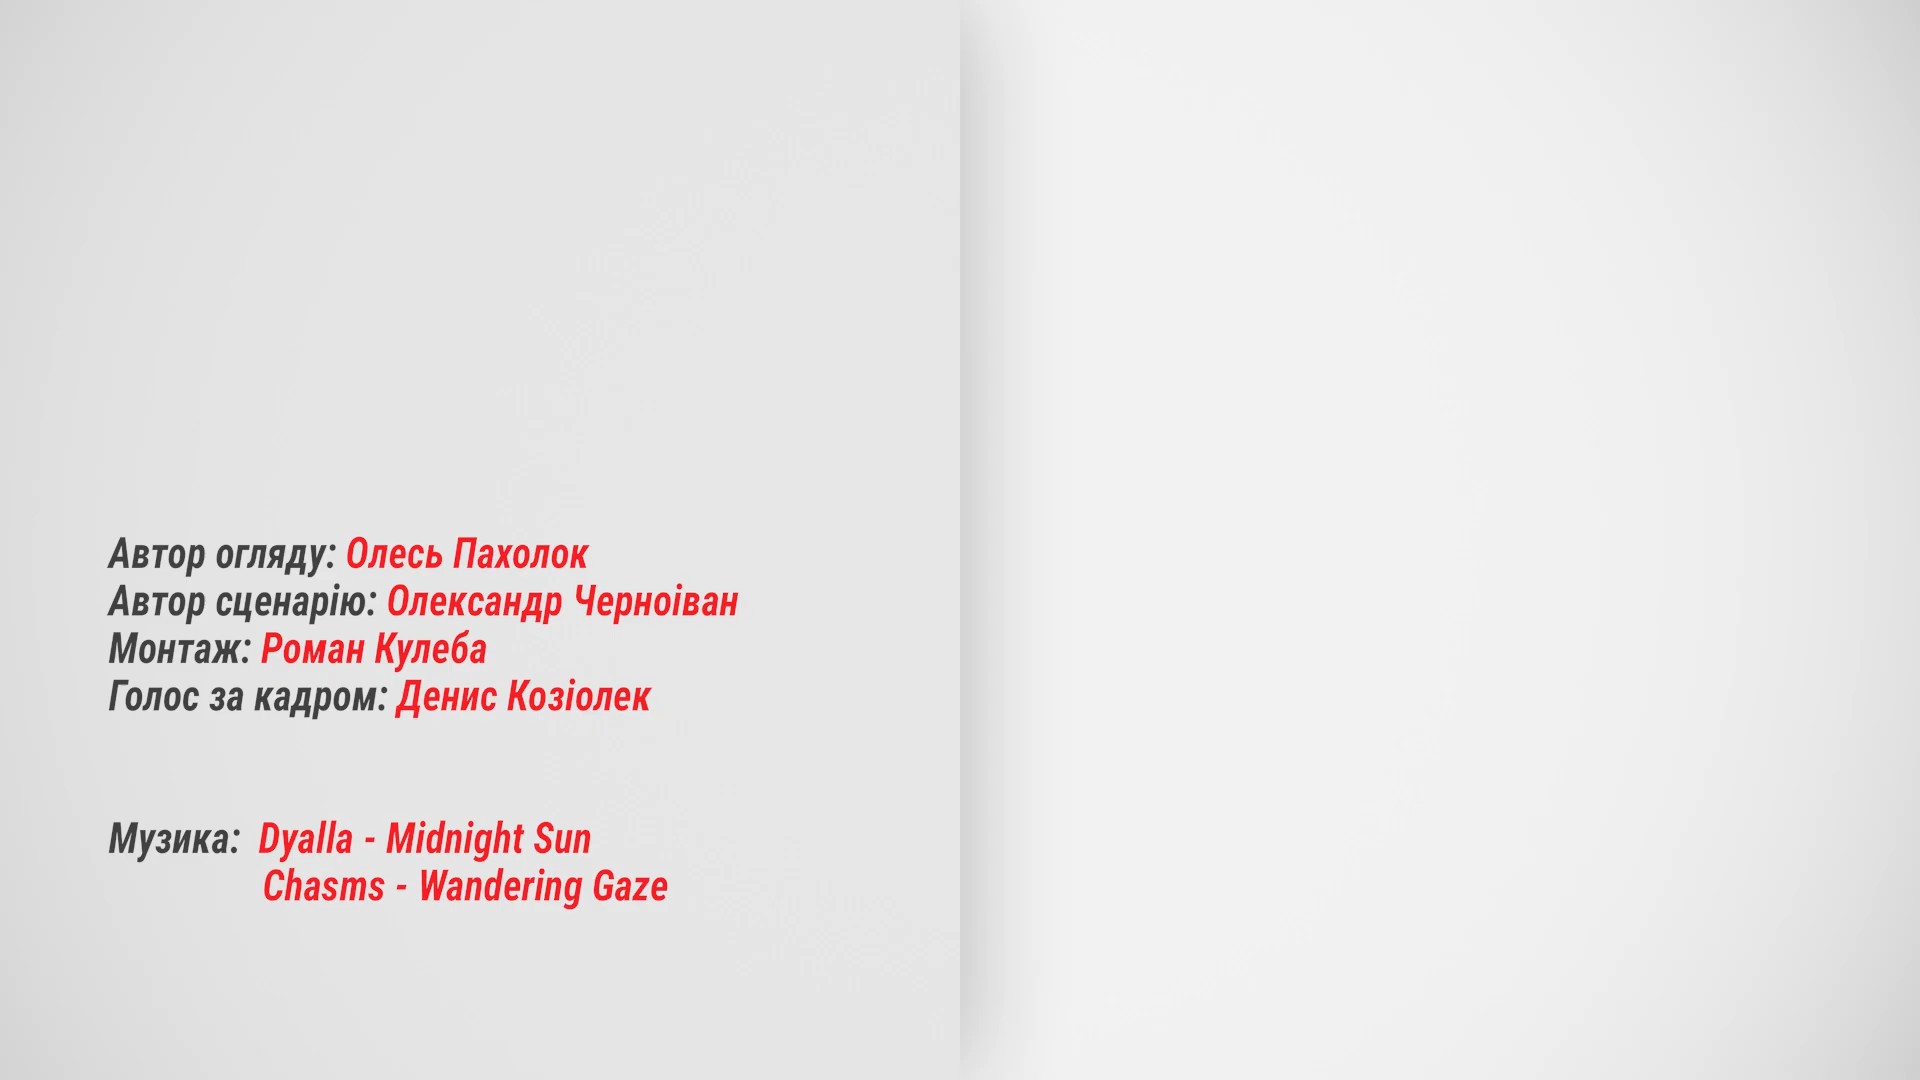 Автор огляду: Олесь Пахолок
Автор сценарію: Олександр Черноіван
Монтаж: Роман Кулеба
Голос за кадром: Денис Козіолек
Музика: Dyalla - Midnight Sun
Chasms - Wandering Gaze